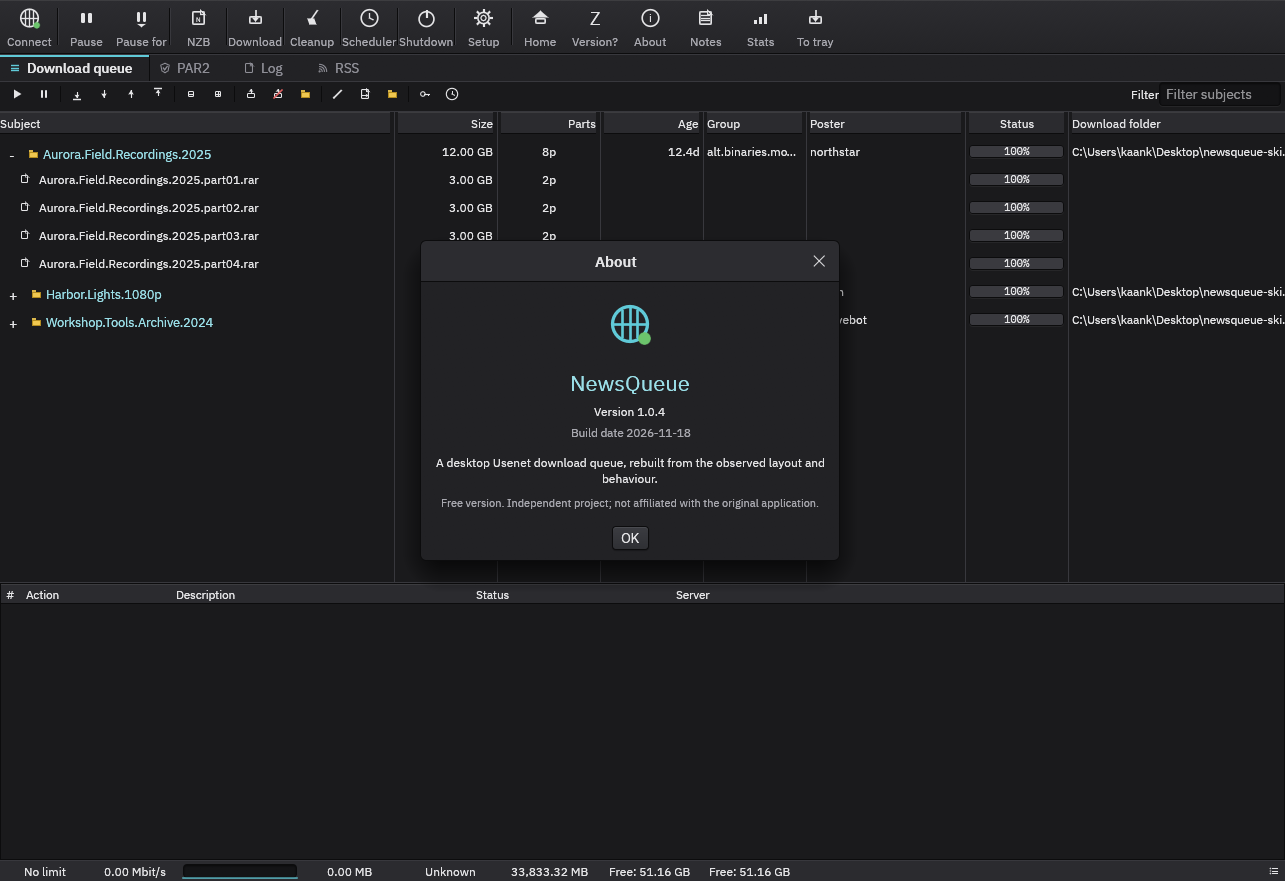 Connect Pause Pause for NZB Download Cleanup Scheduler Shutdown Setup Home Version? About Notes Stats To tray
Download queue PAR2 Log RSS
Filter Filter subjects
Subject Size Parts Age Group Poster Status Download folder
- Aurora.Field.Recordings.2025 12.00 GB 8p 12.4d alt.binaries.mo... northstar 100% C:\Users\kaank\Desktop\newsqueue-ski.
Aurora.Field.Recordings.2025.part01.rar 3.00 GB 2p 100%
Aurora.Field.Recordings.2025.part02.rar 3.00 GB 2p 100%
Aurora.Field.Recordings.2025.part03.rar 3.00 GB 2p 100%
Aurora.Field.Recordings.2025.part04.rar 100%
+ Harbor.Lights.1080p 100% C:\Users\kaank\Desktop\newsqueue-ski.
+ Workshop.Tools.Archive.2024 100% C:\Users\kaank\Desktop\newsqueue-ski.
About
NewsQueue
Version 1.0.4
Build date 2026-11-18
A desktop Usenet download queue, rebuilt from the observed layout and
behaviour.
Free version. Independent project; not affiliated with the original application.
OK
# Action Description Status Server
No limit 0.00 Mbit/s 0.00 MB Unknown 33,833.32 MB Free: 51.16 GB Free: 51.16 GB